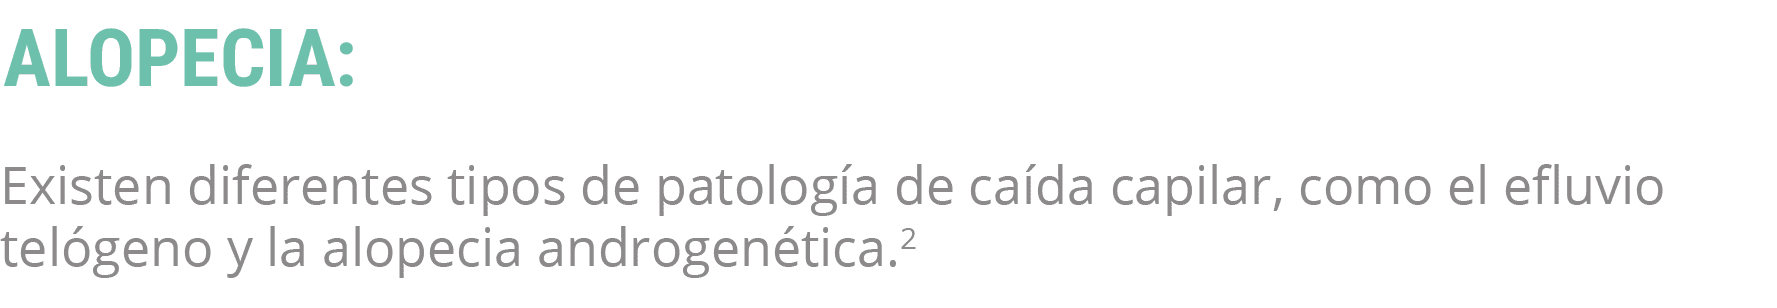 ALOPECIA:
Existen diferentes tipos de patología de caída capilar, como el efluvio
telógeno y la alopecia androgenética.²